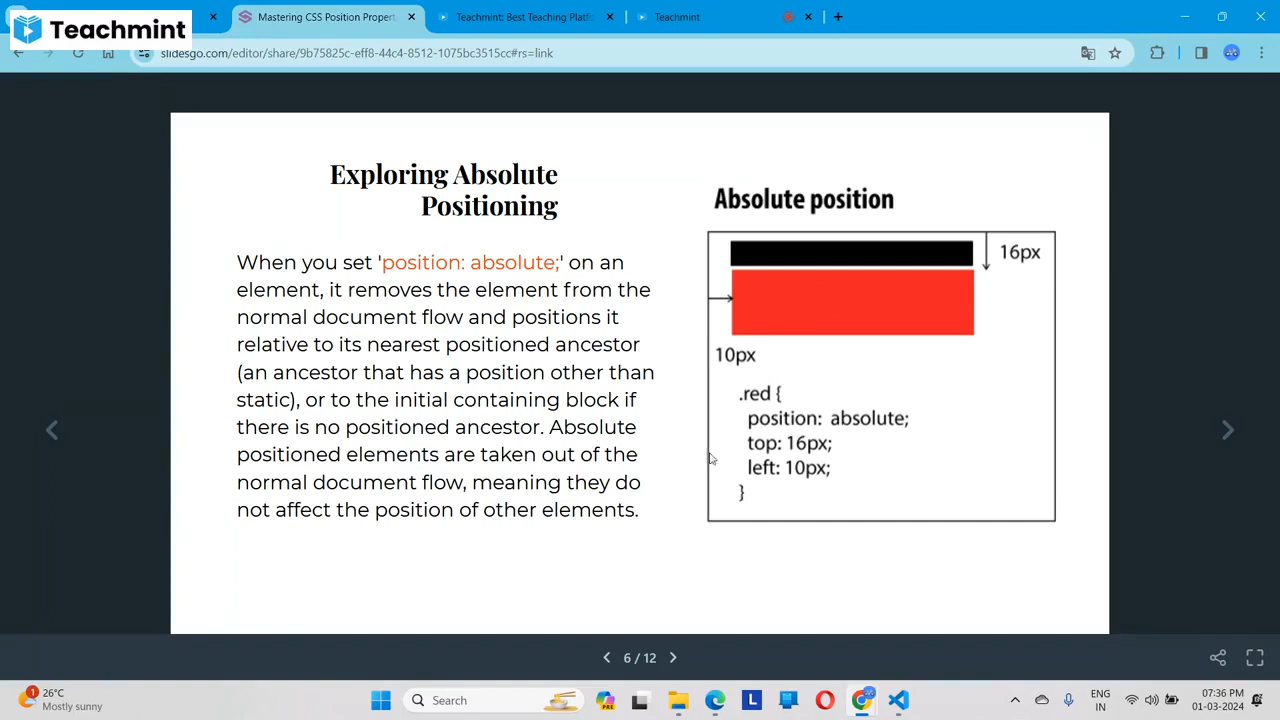 Teachmint
Mastering CSS Position Propert
Teachmint: Best Teaching Platf
Teachmint
slidesgo.com/editor/share/9b75825c-eff8-44c4-8512-1075bc3515cc#rs=link
Exploring Absolute
Positioning
When you set 'position: absolute;' on an
element, it removes the element from the
normal document flow and positions it
relative to its nearest positioned ancestor
(an ancestor that has a position other than
static), or to the initial containing block if
there is no positioned ancestor. Absolute
positioned elements are taken out of the
normal document flow, meaning they do
not affect the position of other elements.
Absolute position
16px
10px
.red {
position: absolute;
top: 16px;
left: 10px;
}
6 / 12
1
26°C
Mostly sunny
Search
PRE
L
ENG
IN
07:36 PM
01-03-2024